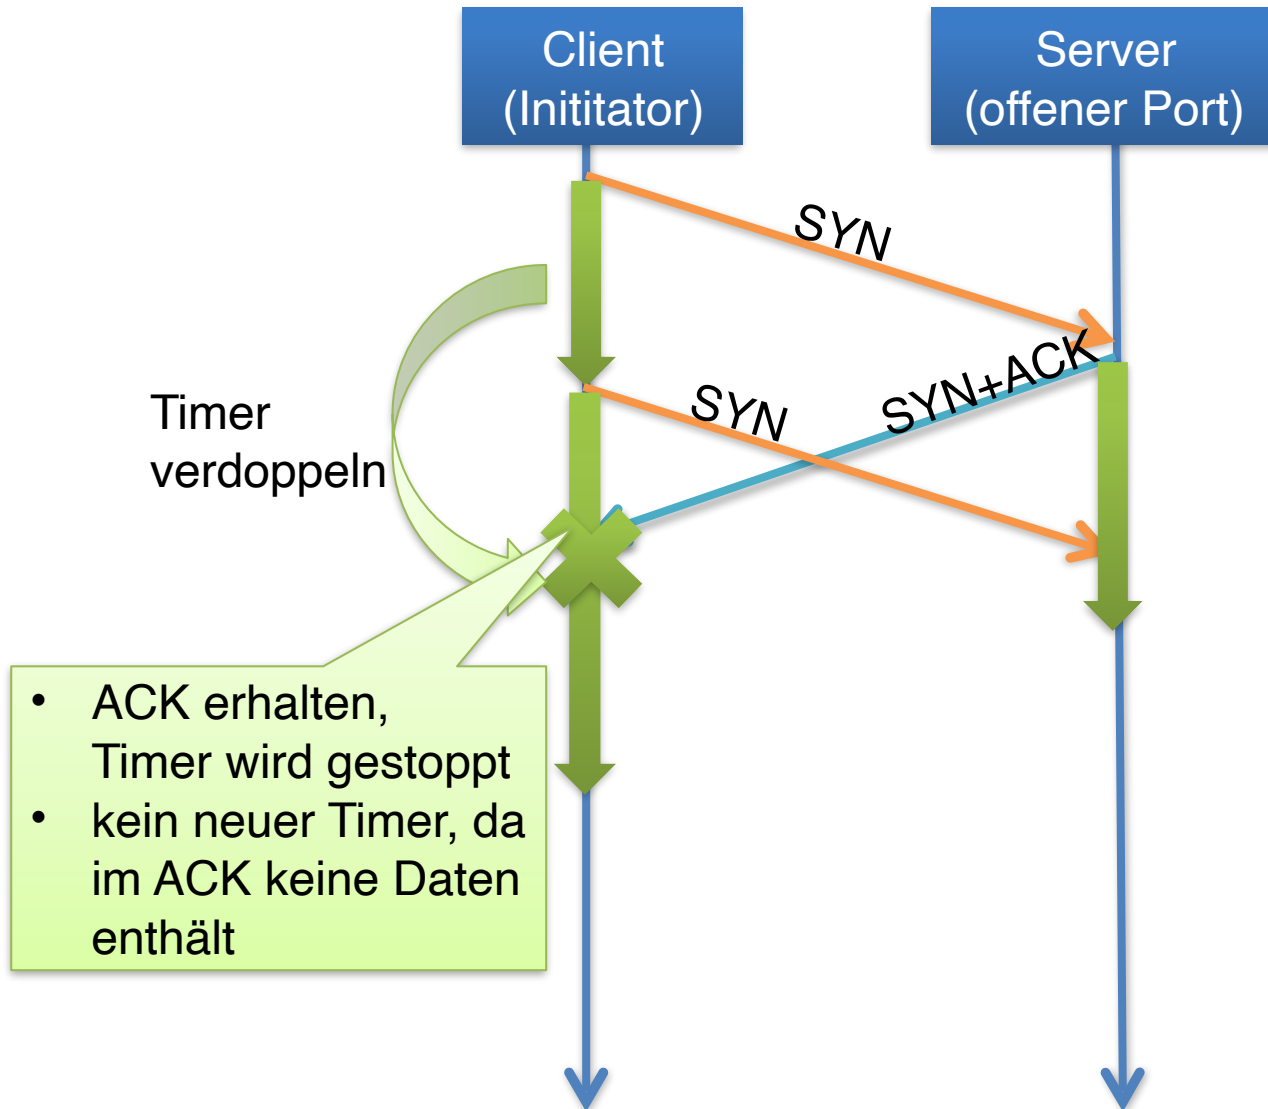 Client
(Inititator)
Server
(offener Port)
SYN
SYN+ACK
SYN
Timer
verdoppeln
• ACK erhalten,
Timer wird gestoppt
• kein neuer Timer, da
im ACK keine Daten
enthält